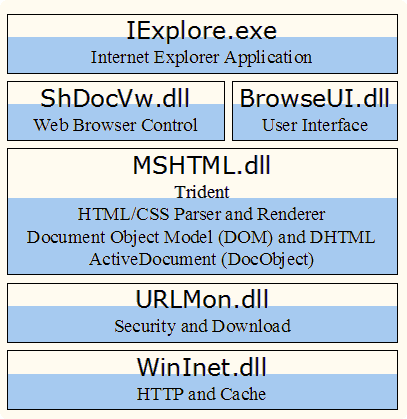 IExplore.exe
Internet Explorer Application
ShDocVw.dll
Web Browser Control
BrowseUI.dll
User Interface
MSHTML.dll
Trident
HTML/CSS Parser and Renderer
Document Object Model (DOM) and DHTML
ActiveDocument (DocObject)
URLMon.dll
Security and Download
WinInet.dll
HTTP and Cache